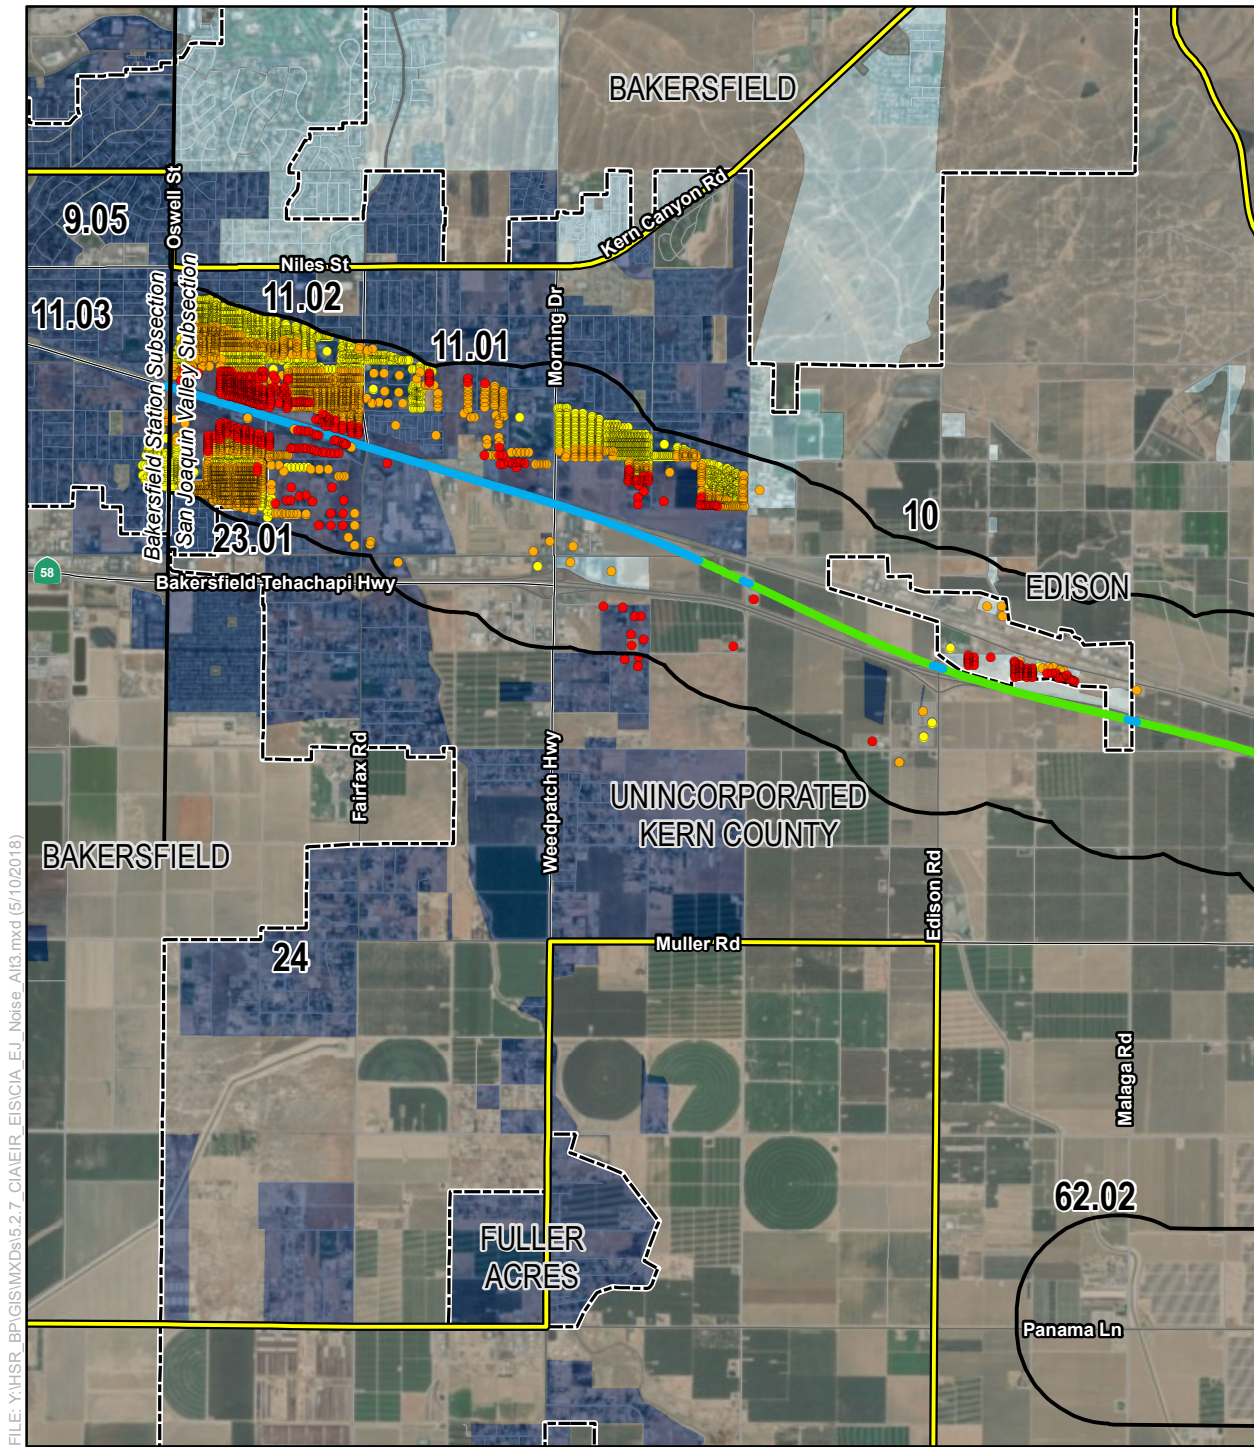 BAKERSFIELD
Oswell St
9.05
Kern Canyon Rd
Niles St
11.02
11.03
Bakersfield Station Subsection
San Joaquin Valley Subsection
11.01
Morning Dr
10
23.01
58
Bakersfield Tehachapi Hwy
EDISON
Fairfax Rd
Weedpatch Hwy
UNINCORPORATED
KERN COUNTY
BAKERSFIELD
Edison Rd
24
Muller Rd
Malaga Rd
62.02
FULLER
ACRES
Panama Ln
FILE: Y:\HSR_BP\GIS\MXDs\5.2.7_CIA\EIR_EIS\CIA_EJ_Noise_Alt3.mxd (5/10/2018)